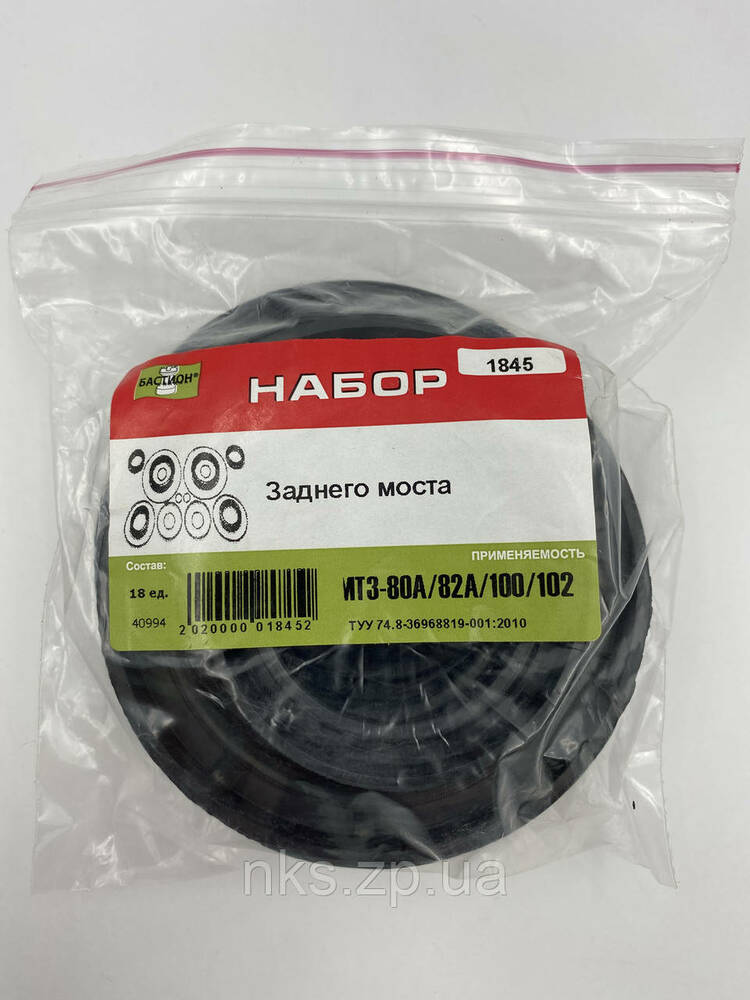 БАСТИОН®
НАБОР
1845
Заднего моста
ПРИМЕНЯЕМОСТЬ
Состав:
18 ед.
МТЗ-80А/82А/100/102
40994
2 020000 018452
ТУУ 74.8-36968819-001:2010
nks.zp.ua